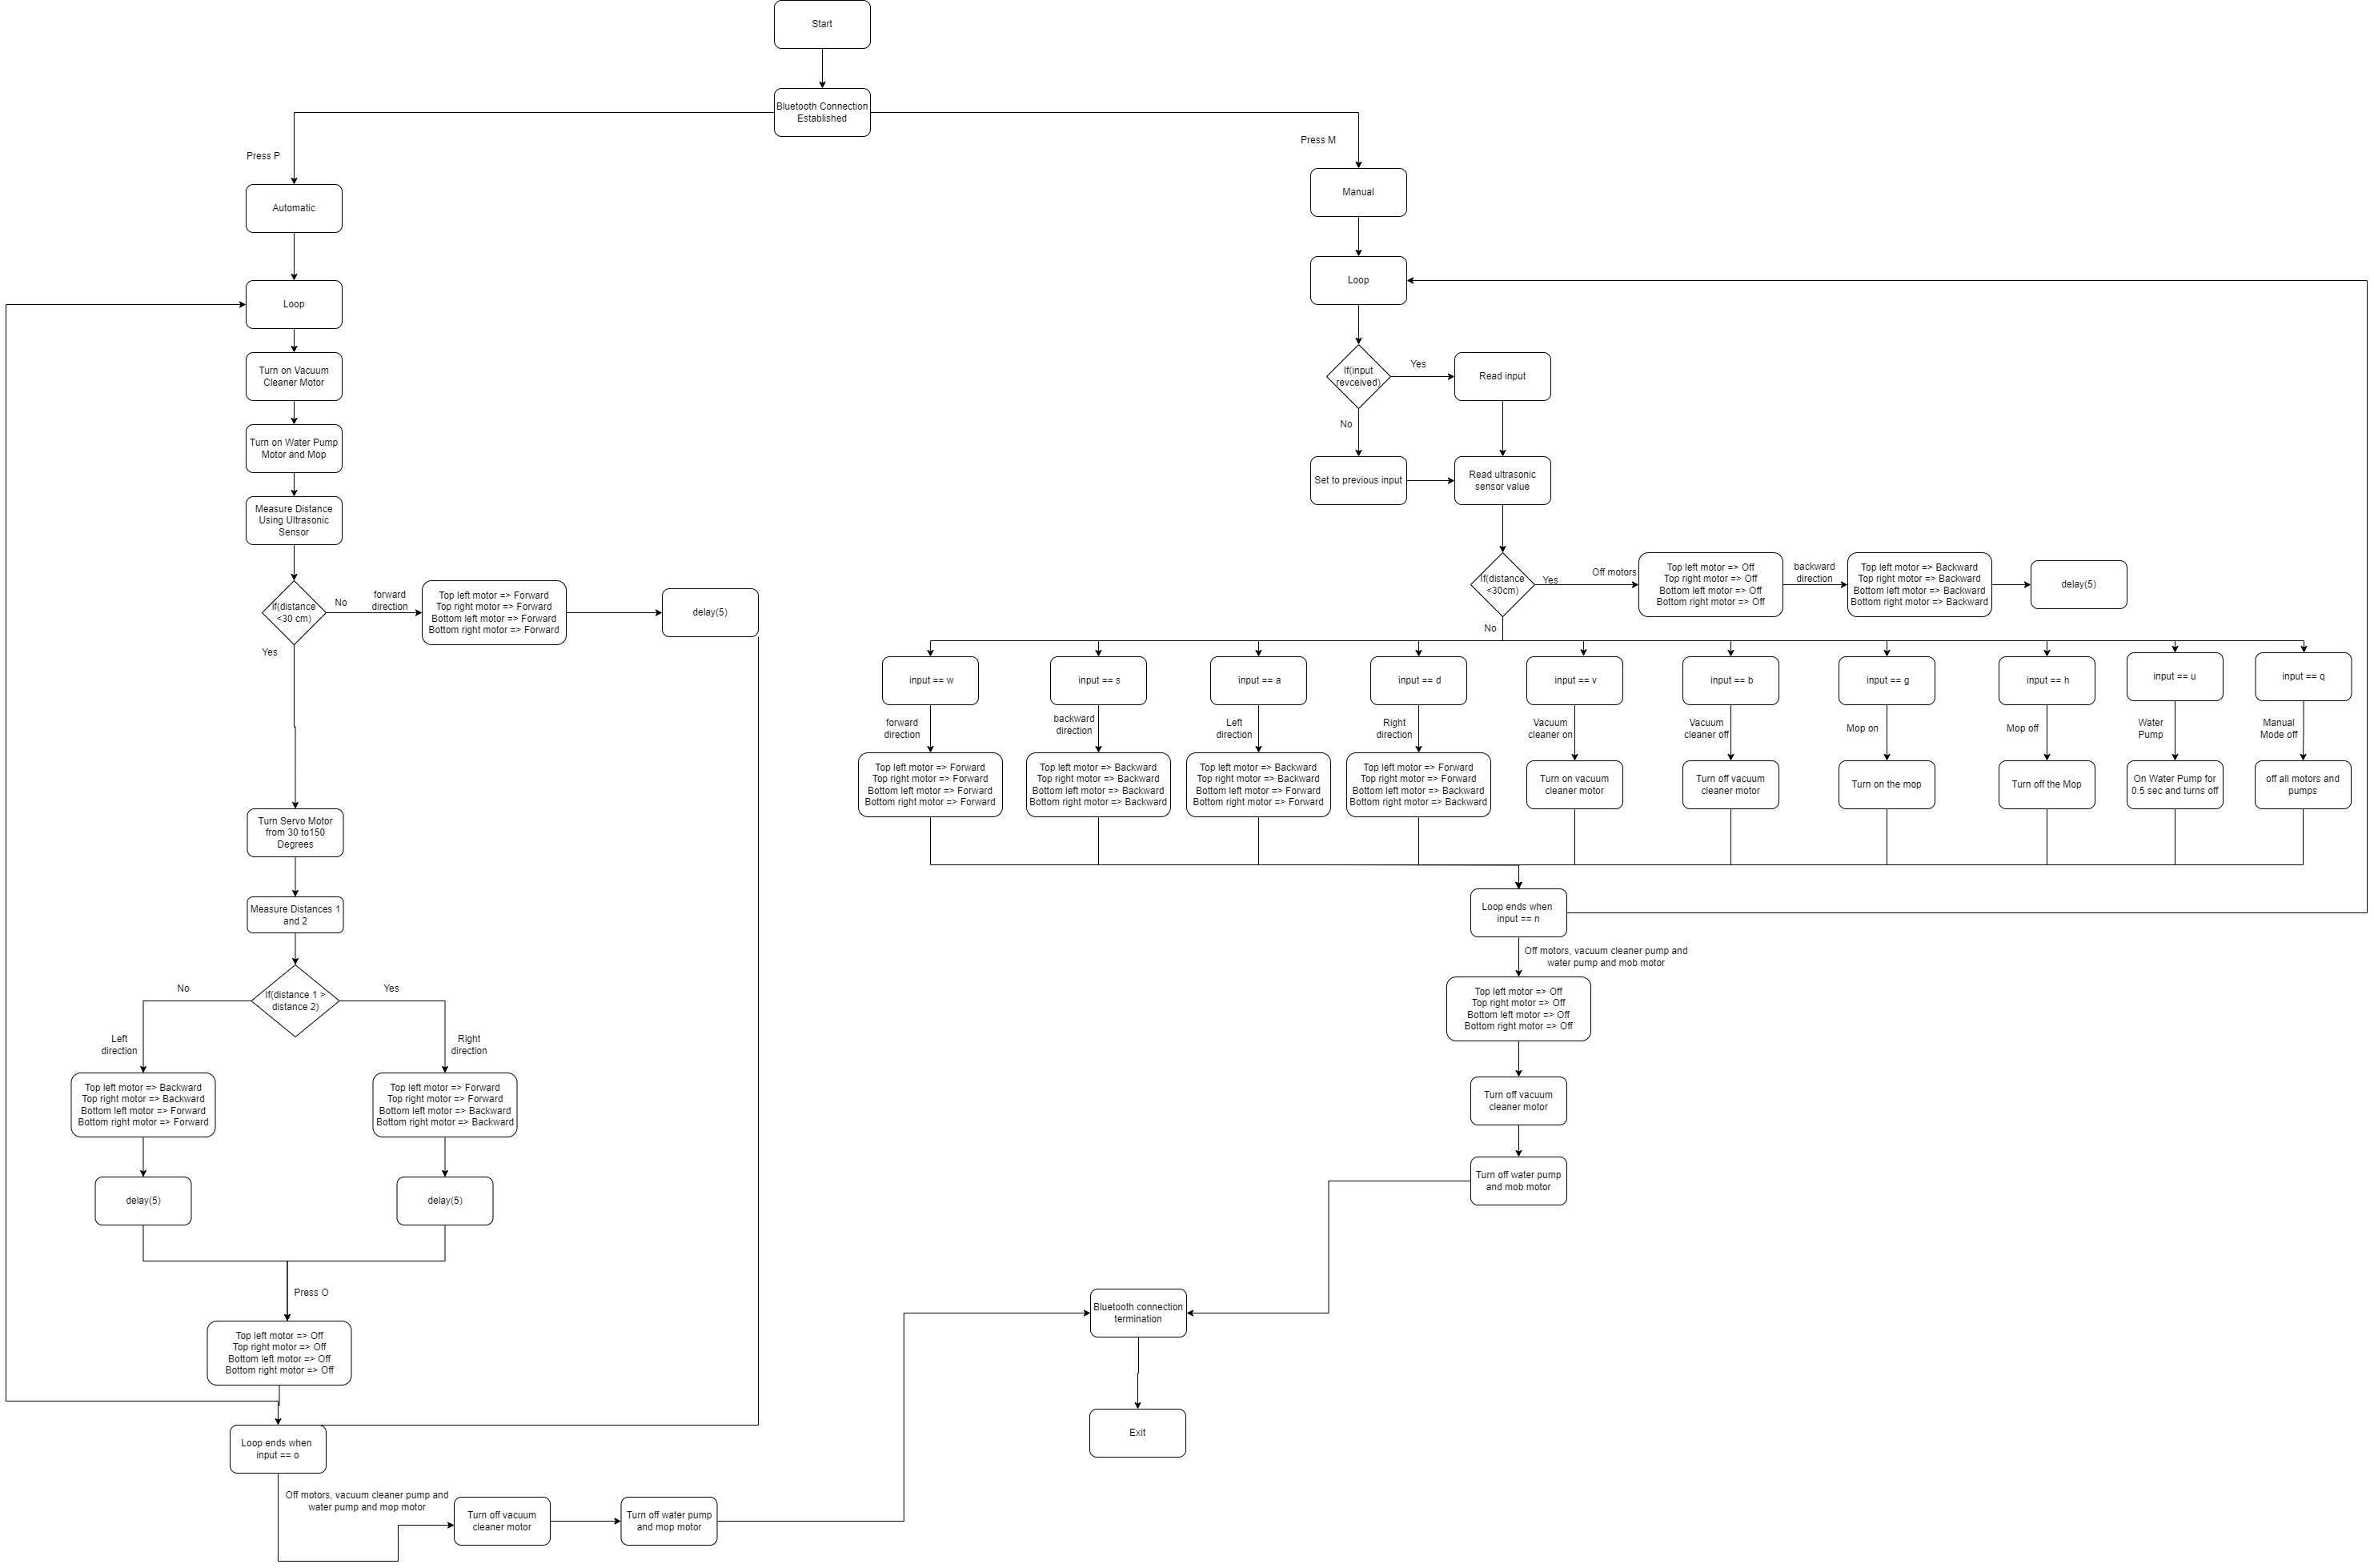 Start
Bluetooth Connection
Established
Press P
Press M
Automatic
Manual
Loop
Loop
Turn on Vacuum
Cleaner Motor
If(input
revceived)
Yes
Read input
No
Turn on Water Pump
Motor and Mop
Set to previous input
Read ultrasonic
sensor value
Measure Distance
Using Ultrasonic
Sensor
If(distance
<30 cm)
No
forward
direction
Top left motor => Forward
Top right motor => Forward
Bottom left motor => Forward
Bottom right motor => Forward
delay(5)
Yes
If(distance
<30cm)
Yes
Off motors
Top left motor => Off
Top right motor => Off
Bottom left motor => Off
Bottom right motor => Off
backward
direction
Top left motor => Backward
Top right motor => Backward
Bottom left motor => Backward
Bottom right motor => Backward
delay(5)
No
input == w
input == s
input == a
input == d
input == v
input == b
input == g
input == h
input == u
input == q
forward
direction
backward
direction
Left
direction
Right
direction
Vacuum
cleaner on
Vacuum
cleaner off
Mop on
Mop off
Water
Pump
Manual
Mode off
Top left motor => Forward
Top right motor => Forward
Bottom left motor => Forward
Bottom right motor => Forward
Top left motor => Backward
Top right motor => Backward
Bottom left motor => Backward
Bottom right motor => Backward
Top left motor => Backward
Top right motor => Backward
Bottom left motor => Forward
Bottom right motor => Forward
Top left motor => Forward
Top right motor => Forward
Bottom left motor => Backward
Bottom right motor => Backward
Turn on vacuum
cleaner motor
Turn off vacuum
cleaner motor
Turn on the mop
Turn off the Mop
On Water Pump for
0.5 sec and turns off
off all motors and
pumps
Turn Servo Motor
from 30 to150
Degrees
Measure Distances 1
and 2
If(distance 1 >
distance 2)
No
Yes
Left
direction
Right
direction
Top left motor => Backward
Top right motor => Backward
Bottom left motor => Forward
Bottom right motor => Forward
Top left motor => Forward
Top right motor => Forward
Bottom left motor => Backward
Bottom right motor => Backward
delay(5)
delay(5)
Press O
Top left motor => Off
Top right motor => Off
Bottom left motor => Off
Bottom right motor => Off
Loop ends when
input == o
Off motors, vacuum cleaner pump and
water pump and mop motor
Turn off vacuum
cleaner motor
Turn off water pump
and mop motor
Loop ends when
input == n
Off motors, vacuum cleaner pump and
water pump and mob motor
Top left motor => Off
Top right motor => Off
Bottom left motor => Off
Bottom right motor => Off
Turn off vacuum
cleaner motor
Turn off water pump
and mob motor
Bluetooth connection
termination
Exit